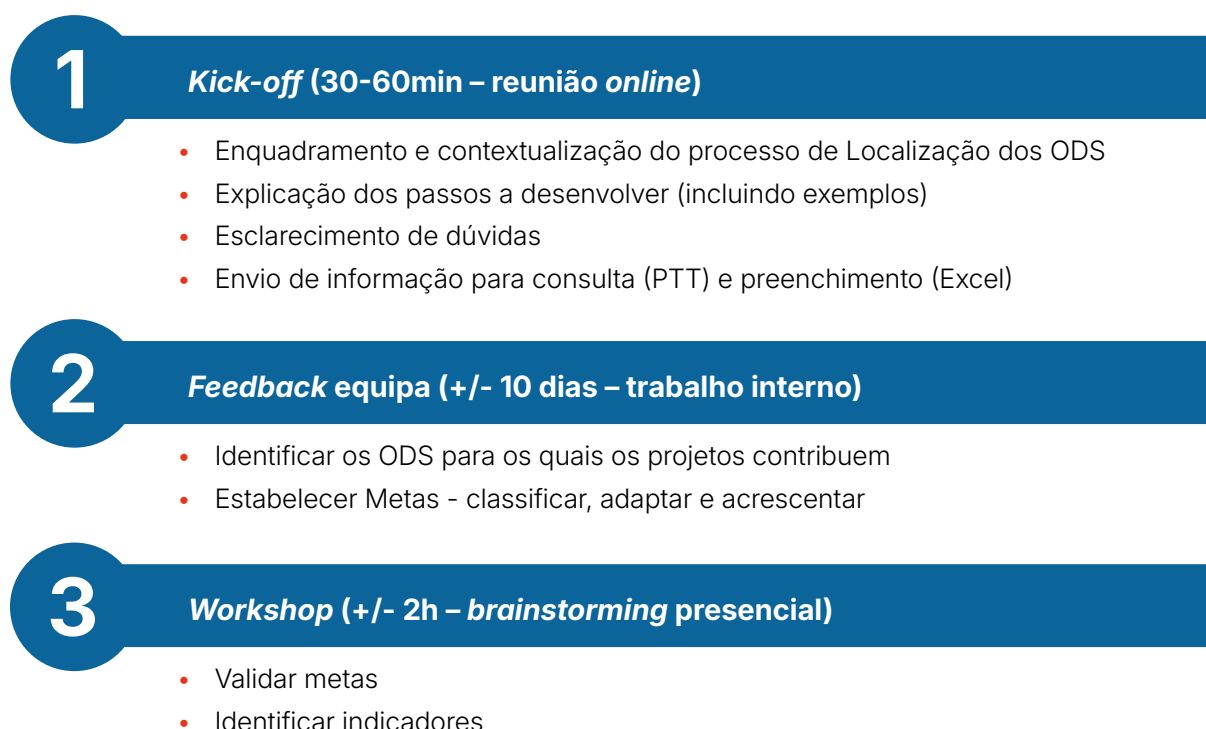 1
Kick-off (30-60min – reunião online)
• Enquadramento e contextualização do processo de Localização dos ODS
• Explicação dos passos a desenvolver (incluindo exemplos)
• Esclarecimento de dúvidas
• Envio de informação para consulta (PTT) e preenchimento (Excel)
2
Feedback equipa (+/- 10 dias – trabalho interno)
• Identificar os ODS para os quais os projetos contribuem
• Estabelecer Metas - classificar, adaptar e acrescentar
3
Workshop (+/- 2h – brainstorming presencial)
• Validar metas
• Identificar indicadores